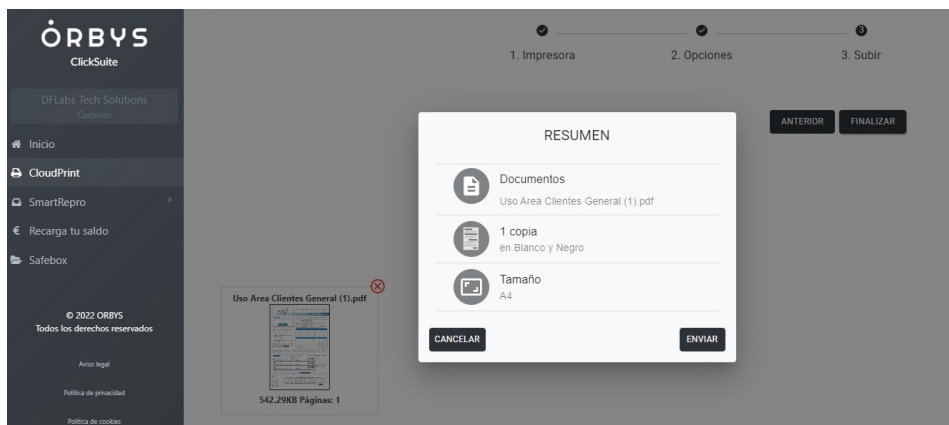 ÖRBYS
ClickSuite
DFLabs Tech Solutions
Castellón
Inicio
CloudPrint
SmartRepro
€ Recarga tu saldo
Safebox
© 2022 ORBYS
Todos los derechos reservados
Aviso legal
Política de privacidad
Política de cookies
3
1. Impresora
2. Opciones
3. Subir
ANTERIOR
FINALIZAR
RESUMEN
Documentos
Uso Area Clientes General (1).pdf
1 copia
en Blanco y Negro
Tamaño
A4
CANCELAR
ENVIAR
Uso Area Clientes General (1).pdf
542.29KB Páginas: 1